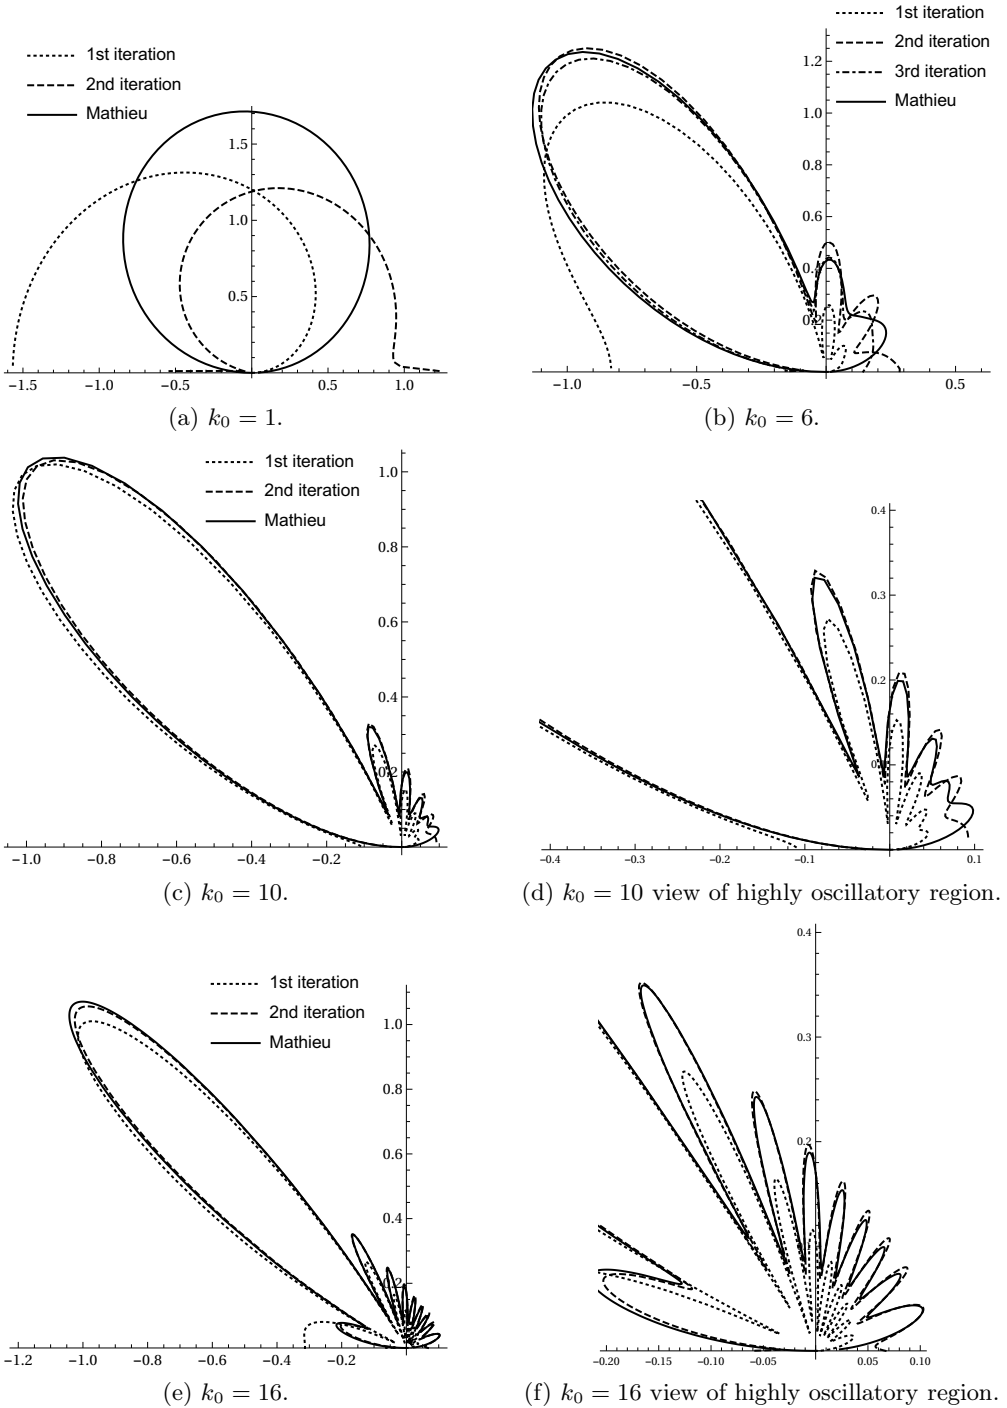 1st iteration
2nd iteration
Mathieu
1.5
1.0
0.5
−1.5 −1.0 −0.5 0.5 1.0
(a) k₀ = 1.
1st iteration
2nd iteration
3rd iteration
Mathieu
1.2
1.0
0.8
0.6
0.4
0.2
−1.0 −0.5 0.5
(b) k₀ = 6.
1st iteration
2nd iteration
Mathieu
1.0
0.8
0.6
0.4
0.2
−1.0 −0.8 −0.6 −0.4 −0.2
(c) k₀ = 10.
0.4
0.3
0.2
−0.4 −0.3 −0.2 −0.1 0.1
(d) k₀ = 10 view of highly oscillatory region.
1st iteration
2nd iteration
Mathieu
1.0
0.8
0.6
0.4
0.2
−1.2 −1.0 −0.8 −0.6 −0.4 −0.2
(e) k₀ = 16.
0.4
0.3
0.2
−0.20 −0.15 −0.10 −0.05 0.05 0.10
(f) k₀ = 16 view of highly oscillatory region.